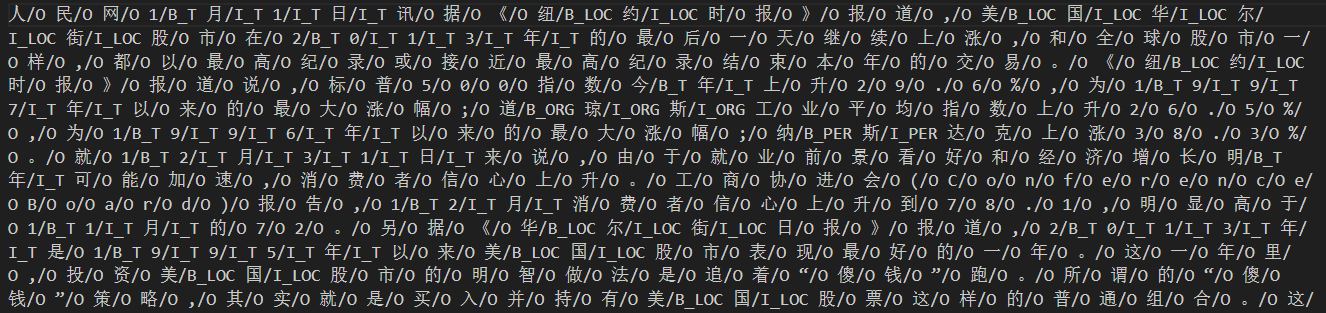 人/O 民/O 网/O 1/B_T 月/I_T 1/I_T 日/I_T 讯/O 据/O 《/O 纽/B_LOC 约/I_LOC 时/O 报/O 》/O 报/O 道/O ,/O 美/B_LOC 国/I_LOC 华/I_LOC 尔/
I_LOC 街/I_LOC 股/O 市/O 在/O 2/B_T 0/I_T 1/I_T 3/I_T 年/I_T 的/O 最/O 后/O 一/O 天/O 继/O 续/O 上/O 涨/O ,/O 和/O 全/O 球/O 股/O 市/O 一/
O 样/O ,/O 都/O 以/O 最/O 高/O 纪/O 录/O 或/O 接/O 近/O 最/O 高/O 纪/O 录/O 结/O 束/O 本/O 年/O 的/O 交/O 易/O 。/O 《/O 纽/B_LOC 约/I_LOC
时/O 报/O 》/O 报/O 道/O 说/O ,/O 标/O 普/O 5/O 0/O 0/O 指/O 数/O 今/B_T 年/I_T 上/O 升/O 2/O 9/O ./O 6/O %/O ,/O 为/O 1/B_T 9/I_T 9/I_T
7/I_T 年/I_T 以/O 来/O 的/O 最/O 大/O 涨/O 幅/O ;/O 道/B_ORG 琼/I_ORG 斯/I_ORG 工/O 业/O 平/O 均/O 指/O 数/O 上/O 升/O 2/O 6/O ./O 5/O %/
O ,/O 为/O 1/B_T 9/I_T 9/I_T 6/I_T 年/I_T 以/O 来/O 的/O 最/O 大/O 涨/O 幅/O ;/O 纳/B_PER 斯/I_PER 达/O 克/O 上/O 涨/O 3/O 8/O ./O 3/O %/
O 。/O 就/O 1/B_T 2/I_T 月/I_T 3/I_T 1/I_T 日/I_T 来/O 说/O ,/O 由/O 于/O 就/O 业/O 前/O 景/O 看/O 好/O 和/O 经/O 济/O 增/O 长/O 明/B_T
年/I_T 可/O 能/O 加/O 速/O ,/O 消/O 费/O 者/O 信/O 心/O 上/O 升/O 。/O 工/O 商/O 协/O 进/O 会/O (/O C/O o/O n/O f/O e/O r/O e/O n/O c/O e/
O B/O o/O a/O r/O d/O )/O 报/O 告/O ,/O 1/B_T 2/I_T 月/I_T 消/O 费/O 者/O 信/O 心/O 上/O 升/O 到/O 7/O 8/O ./O 1/O ,/O 明/O 显/O 高/O 于/
O 1/B_T 1/I_T 月/I_T 的/O 7/O 2/O 。/O 另/O 据/O 《/O 华/B_LOC 尔/I_LOC 街/I_LOC 日/O 报/O 》/O 报/O 道/O ,/O 2/B_T 0/I_T 1/I_T 3/I_T 年/
I_T 是/O 1/B_T 9/I_T 9/I_T 5/I_T 年/I_T 以/O 来/O 美/B_LOC 国/I_LOC 股/O 市/O 表/O 现/O 最/O 好/O 的/O 一/O 年/O 。/O 这/O 一/O 年/O 里/
O ,/O 投/O 资/O 美/B_LOC 国/I_LOC 股/O 市/O 的/O 明/O 智/O 做/O 法/O 是/O 追/O 着/O “/O 傻/O 钱/O ”/O 跑/O 。/O 所/O 谓/O 的/O “/O 傻/O
钱/O ”/O 策/O 略/O ,/O 其/O 实/O 就/O 是/O 买/O 入/O 并/O 持/O 有/O 美/B_LOC 国/I_LOC 股/O 票/O 这/O 样/O 的/O 普/O 通/O 组/O 合/O 。/O 这/